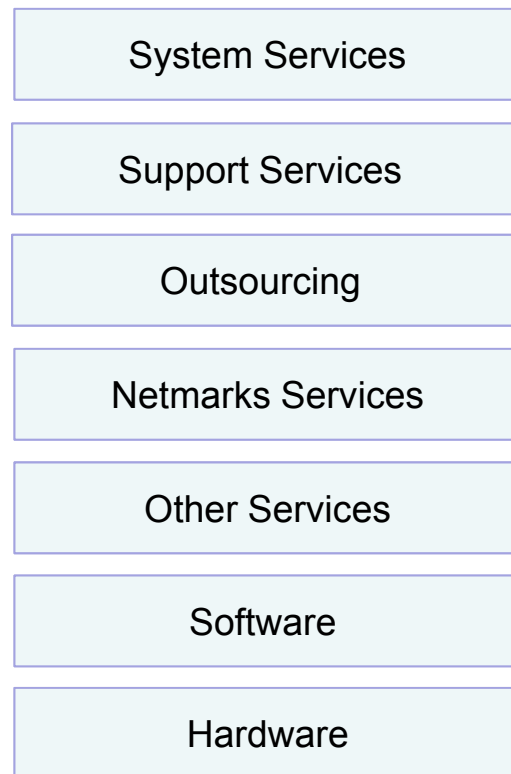 System Services
Support Services
Outsourcing
Netmarks Services
Other Services
Software
Hardware